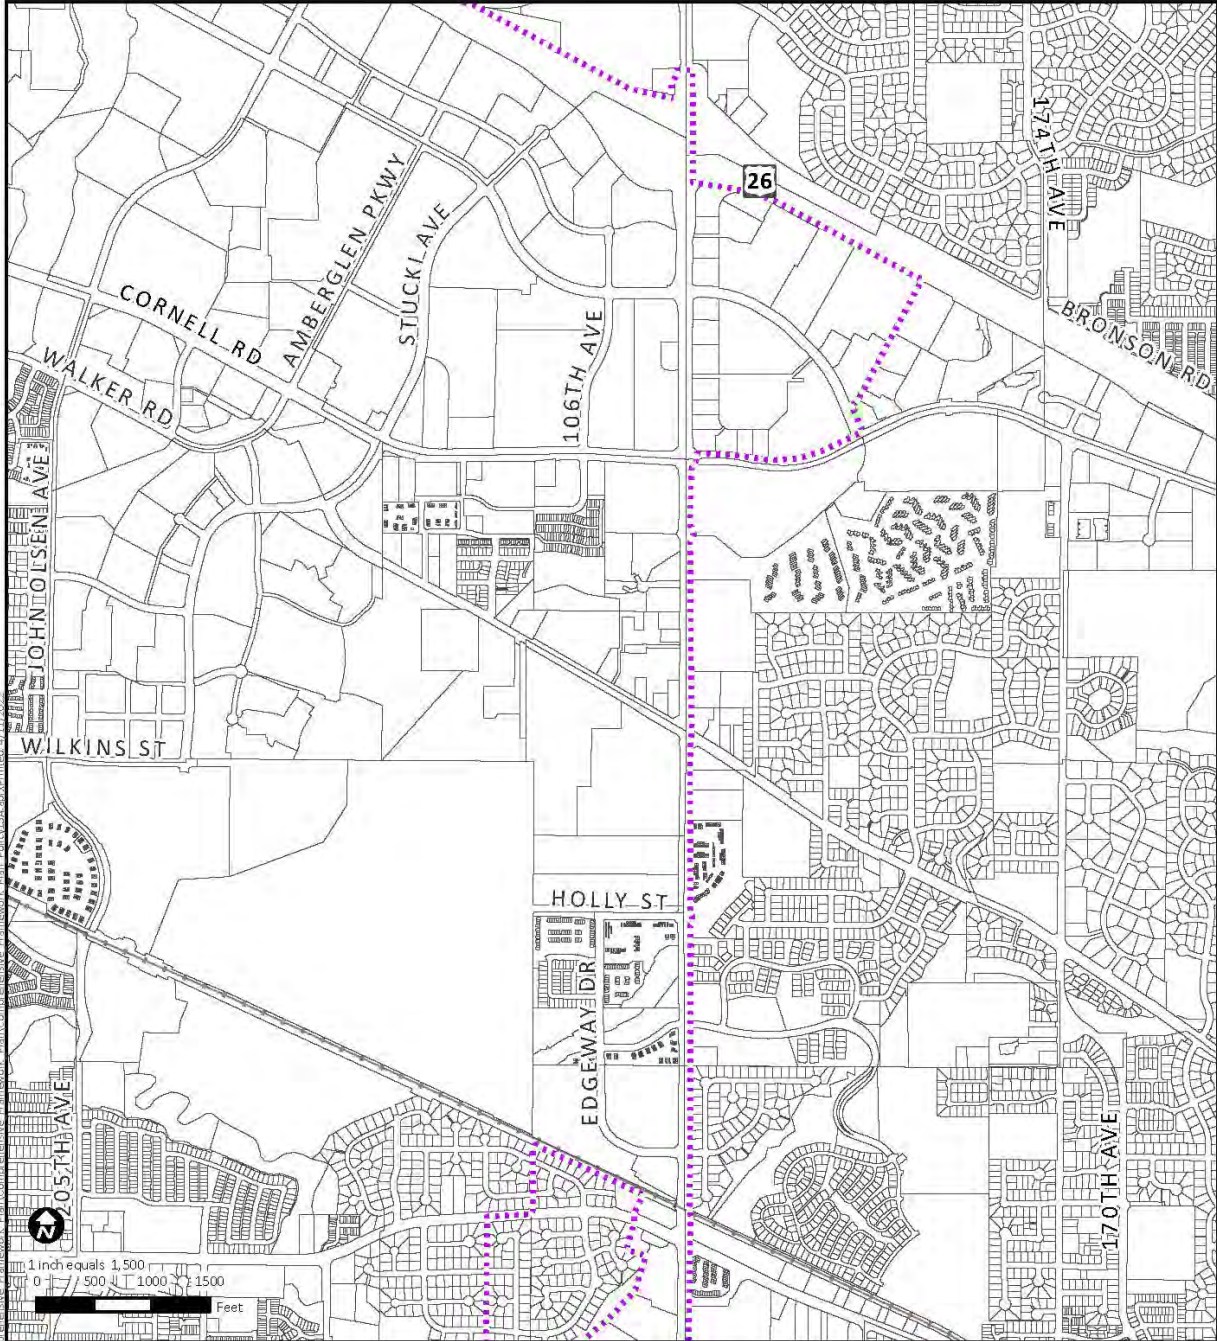 174TH AVE
26
AMBERGLEN PKWY
STUCKI AVE
CORNELL RD
BRONSON RD
106TH AVE
WALKER RD
JOHN OLSEN AVE
WILKINS ST
HOLLY ST
EDGEWAY DR
205TH AVE
170TH AVE
N
1 inch equals 1,500
0 500 1000 1500
Feet